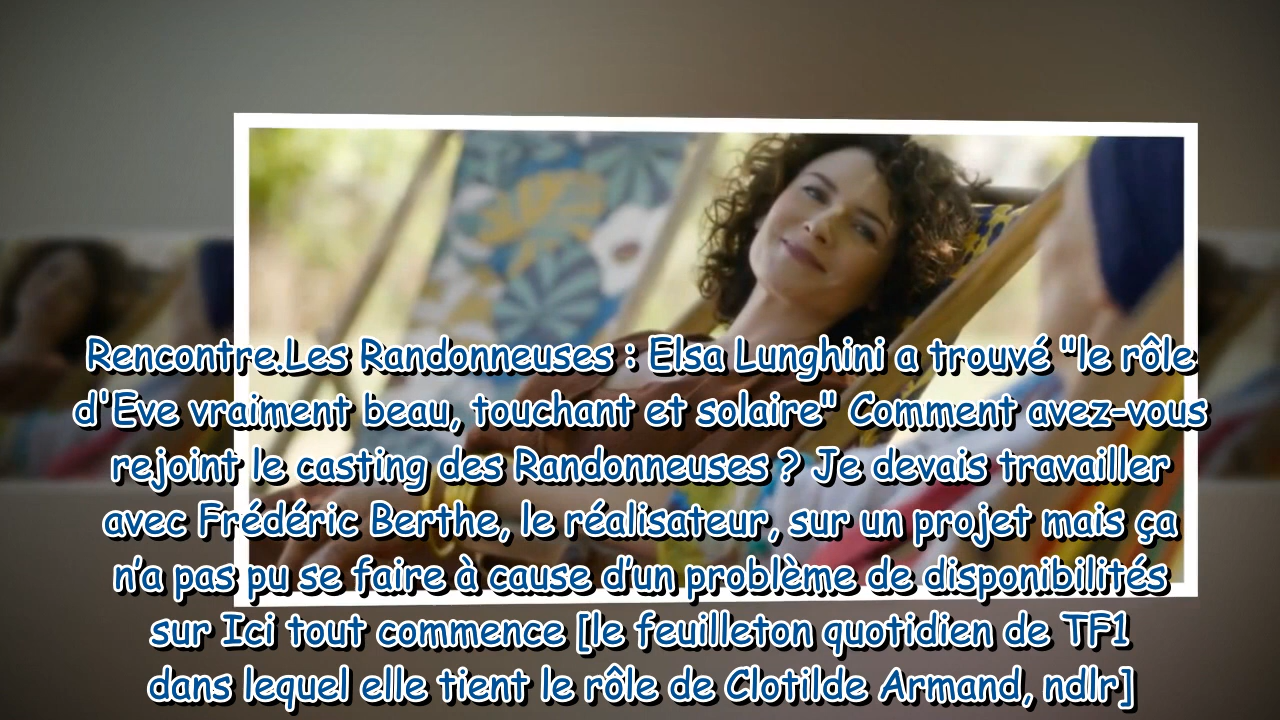 Rencontre.Les Randonneuses : Elsa Lunghini a trouvé "le rôle
d'Eve vraiment beau, touchant et solaire" Comment avez-vous
rejoint le casting des Randonneuses ? Je devais travailler
avec Frédéric Berthe, le réalisateur, sur un projet mais ça
n’a pas pu se faire à cause d’un problème de disponibilités
sur Ici tout commence [le feuilleton quotidien de TF1
dans lequel elle tient le rôle de Clotilde Armand, ndlr]